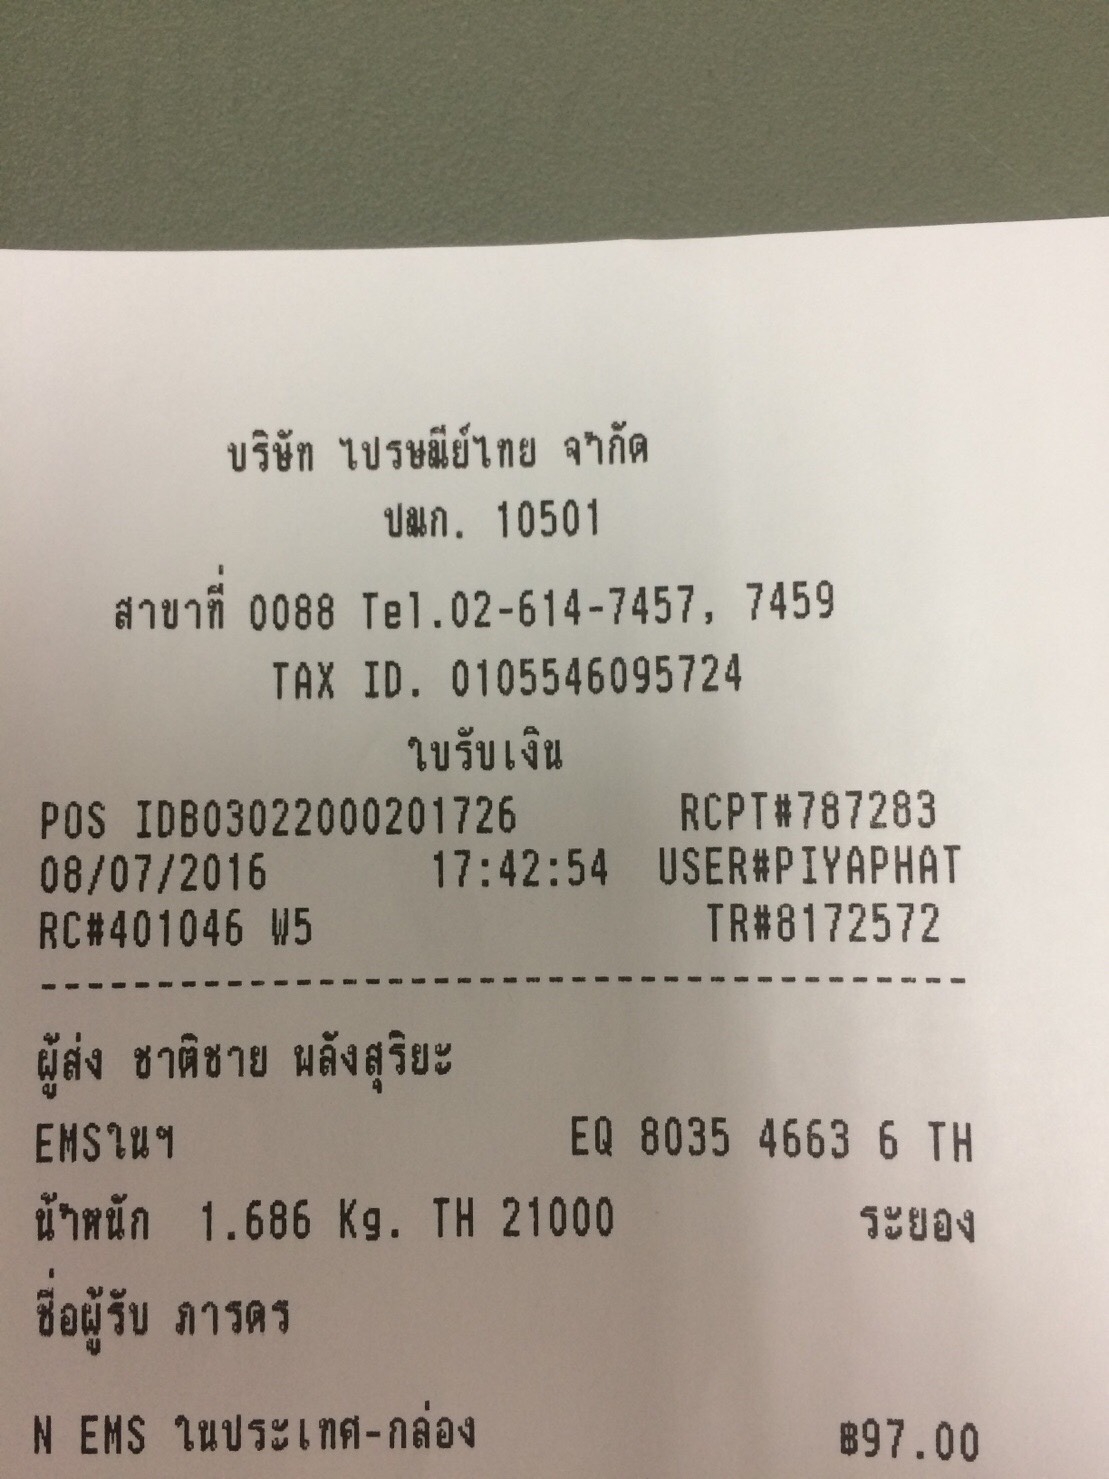 บริษัท ไปรษณีย์ไทย จำกัด
ปณก. 10501
สาขาที่ 0088 Tel.02-614-7457, 7459
TAX ID. 0105546095724
ใบรับเงิน
POS IDB03022000201726 RCPT#787283
08/07/2016 17:42:54 USER#PIYAPHAT
RC#401046 W5 TR#8172572
----------------------------------------
ผู้ส่ง ชาติชาย พลังสุริยะ
EMSในฯ EQ 8035 4663 6 TH
น้ำหนัก 1.686 Kg. TH 21000 ระยอง
ชื่อผู้รับ ภารดร
N EMS ในประเทศ-กล่อง ฿97.00